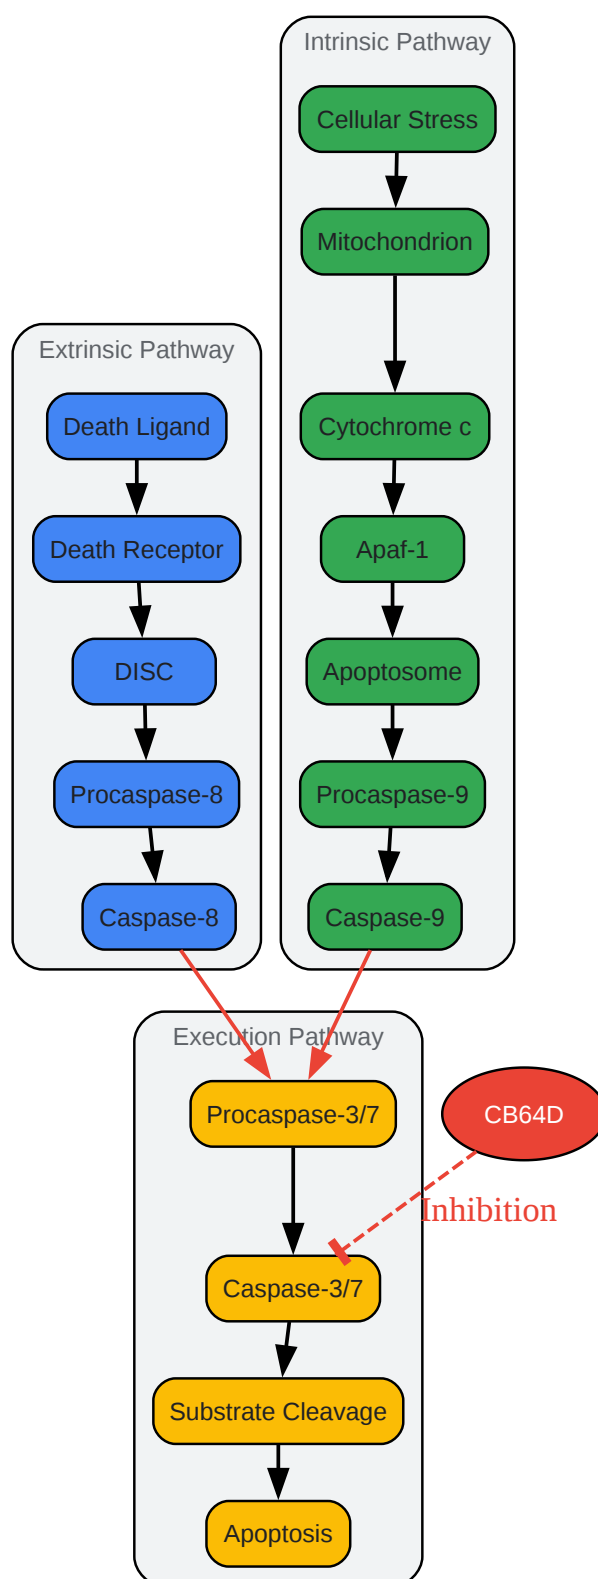 Intrinsic Pathway
Cellular Stress
Mitochondrion
Cytochrome c
Apaf-1
Apoptosome
Procaspase-9
Caspase-9
Extrinsic Pathway
Death Ligand
Death Receptor
DISC
Procaspase-8
Caspase-8
Execution Pathway
Procaspase-3/7
CB64D
Inhibition
Caspase-3/7
Substrate Cleavage
Apoptosis